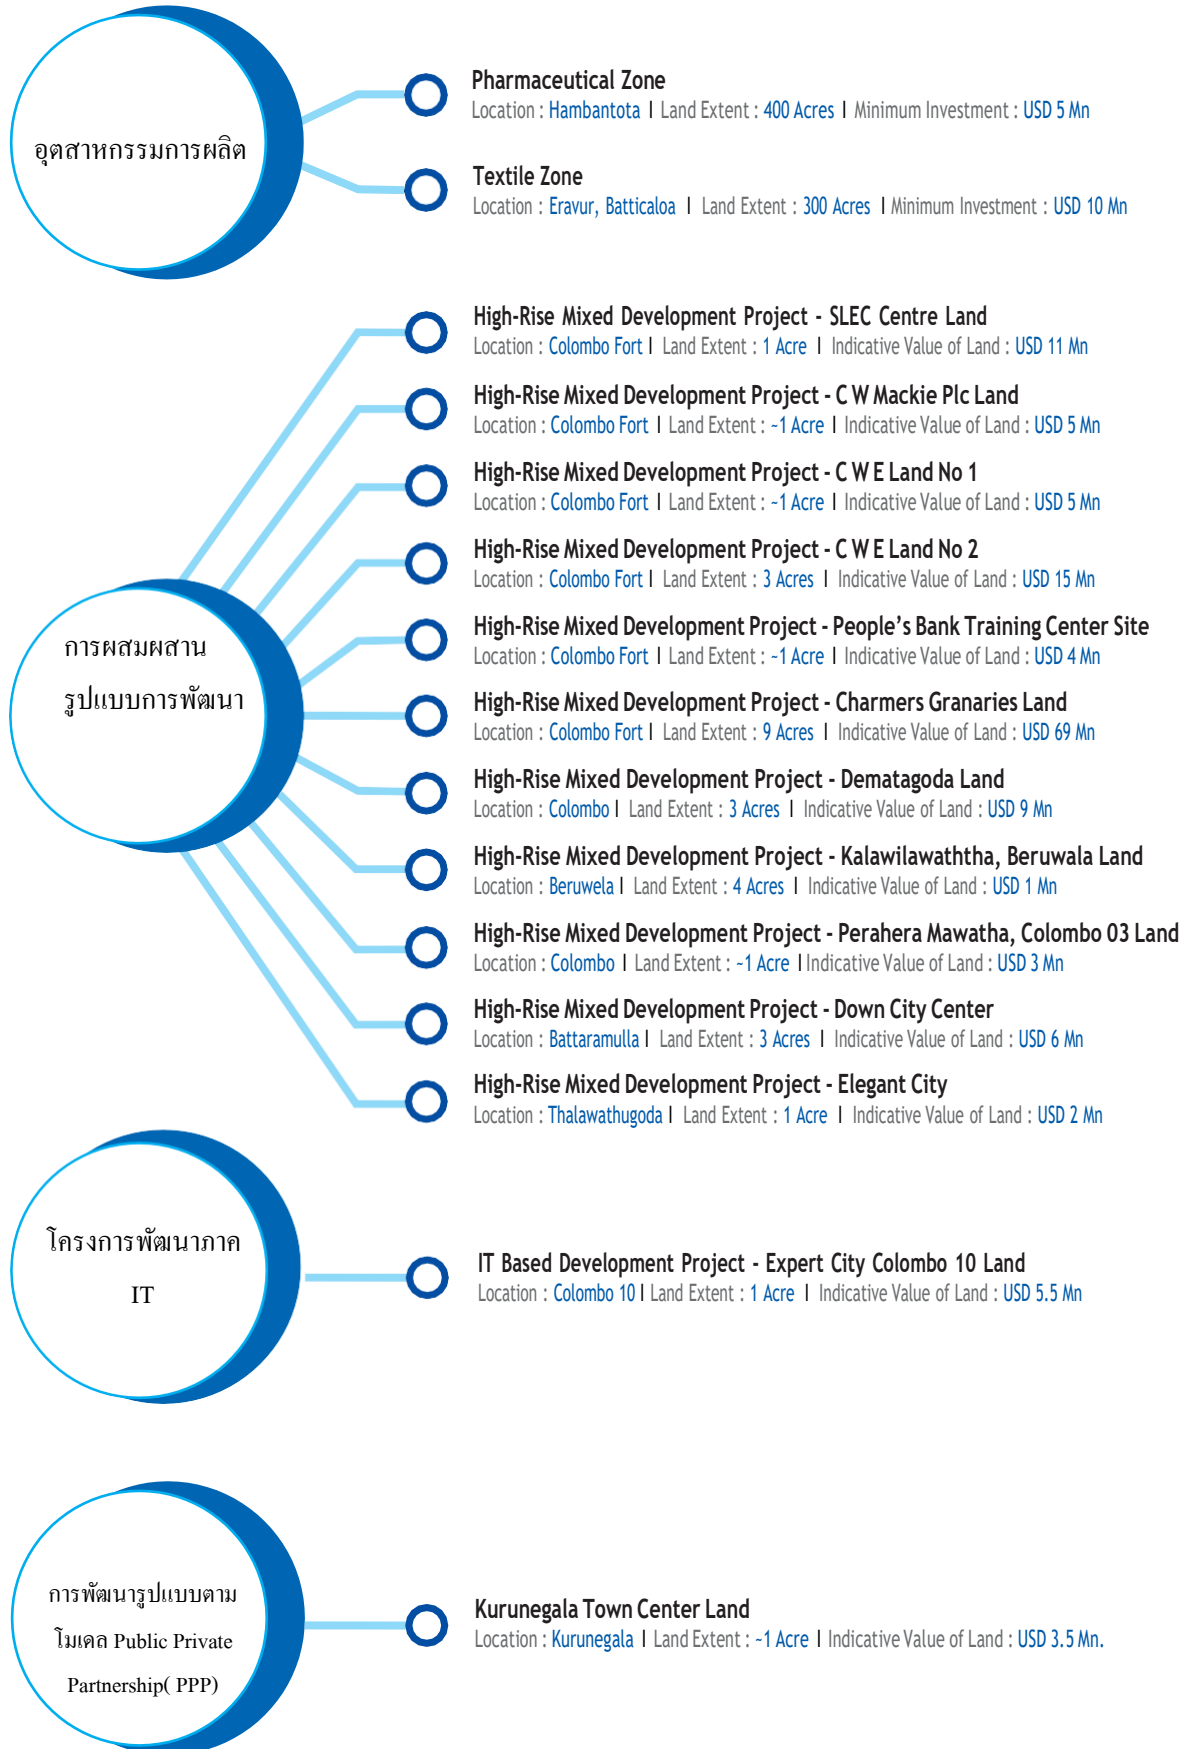 อุตสาหกรรมการผลิต
Pharmaceutical Zone
Location : Hambantota I Land Extent : 400 Acres I Minimum Investment : USD 5 Mn
Textile Zone
Location : Eravur, Batticaloa I Land Extent : 300 Acres I Minimum Investment : USD 10 Mn
การผสมผสาน
รูปแบบการพัฒนา
High-Rise Mixed Development Project - SLEC Centre Land
Location : Colombo Fort I Land Extent : 1 Acre I Indicative Value of Land : USD 11 Mn
High-Rise Mixed Development Project - C W Mackie Plc Land
Location : Colombo Fort I Land Extent : ~1 Acre I Indicative Value of Land : USD 5 Mn
High-Rise Mixed Development Project - C W E Land No 1
Location : Colombo Fort I Land Extent : ~1 Acre I Indicative Value of Land : USD 5 Mn
High-Rise Mixed Development Project - C W E Land No 2
Location : Colombo Fort I Land Extent : 3 Acres I Indicative Value of Land : USD 15 Mn
High-Rise Mixed Development Project - People's Bank Training Center Site
Location : Colombo Fort I Land Extent : ~1 Acre I Indicative Value of Land : USD 4 Mn
High-Rise Mixed Development Project - Charmers Granaries Land
Location : Colombo Fort I Land Extent : 9 Acres I Indicative Value of Land : USD 69 Mn
High-Rise Mixed Development Project - Dematagoda Land
Location : Colombo I Land Extent : 3 Acres I Indicative Value of Land : USD 9 Mn
High-Rise Mixed Development Project - Kalawilawaththa, Beruwala Land
Location : Beruwela I Land Extent : 4 Acres I Indicative Value of Land : USD 1 Mn
High-Rise Mixed Development Project - Perahera Mawatha, Colombo 03 Land
Location : Colombo I Land Extent : ~1 Acre I Indicative Value of Land : USD 3 Mn
High-Rise Mixed Development Project - Down City Center
Location : Battaramulla I Land Extent : 3 Acres I Indicative Value of Land : USD 6 Mn
High-Rise Mixed Development Project - Elegant City
Location : Thalawathugoda I Land Extent : 1 Acre I Indicative Value of Land : USD 2 Mn
โครงการพัฒนาภาค
IT
IT Based Development Project - Expert City Colombo 10 Land
Location : Colombo 10 I Land Extent : 1 Acre I Indicative Value of Land : USD 5.5 Mn
การพัฒนารูปแบบตาม
โมเดล Public Private
Partnership( PPP)
Kurunegala Town Center Land
Location : Kurunegala I Land Extent : ~1 Acre I Indicative Value of Land : USD 3.5 Mn.